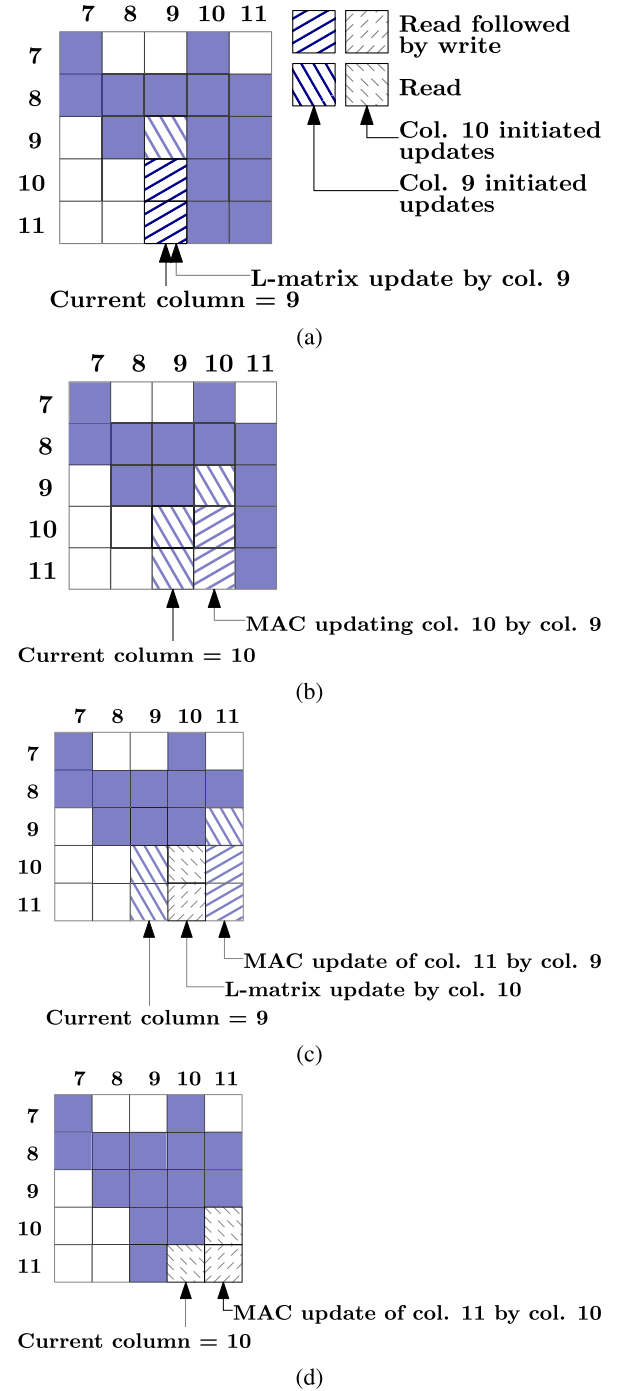 7 8 9 10 11
7
8
9
10
11
Read followed
by write
Read
Col. 10 initiated
updates
Col. 9 initiated
updates
L-matrix update by col. 9
Current column = 9
(a)
7 8 9 10 11
7
8
9
10
11
MAC updating col. 10 by col. 9
Current column = 10
(b)
7 8 9 10 11
7
8
9
10
11
MAC update of col. 11 by col. 9
L-matrix update by col. 10
Current column = 9
(c)
7 8 9 10 11
7
8
9
10
11
MAC update of col. 11 by col. 10
Current column = 10
(d)